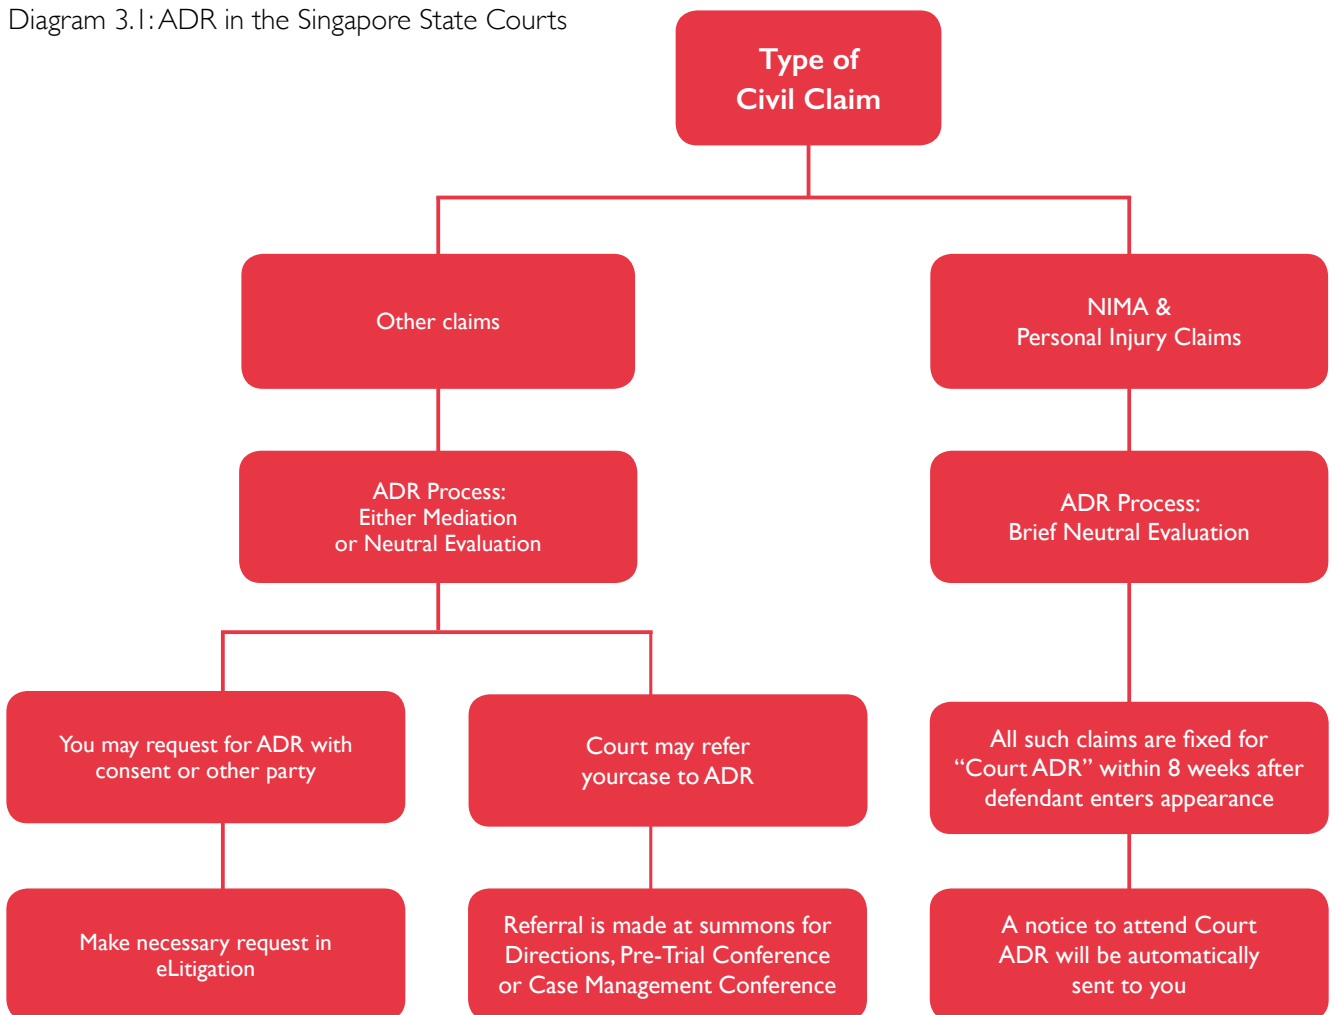 Diagram 3.1: ADR in the Singapore State Courts
Type of
Civil Claim
Other claims
NIMA &
Personal Injury Claims
ADR Process:
Either Mediation
or Neutral Evaluation
ADR Process:
Brief Neutral Evaluation
You may request for ADR with
consent or other party
Court may refer
yourcase to ADR
All such claims are fixed for
“Court ADR” within 8 weeks after
defendant enters appearance
Make necessary request in
eLitigation
Referral is made at summons for
Directions, Pre-Trial Conference
or Case Management Conference
A notice to attend Court
ADR will be automatically
sent to you